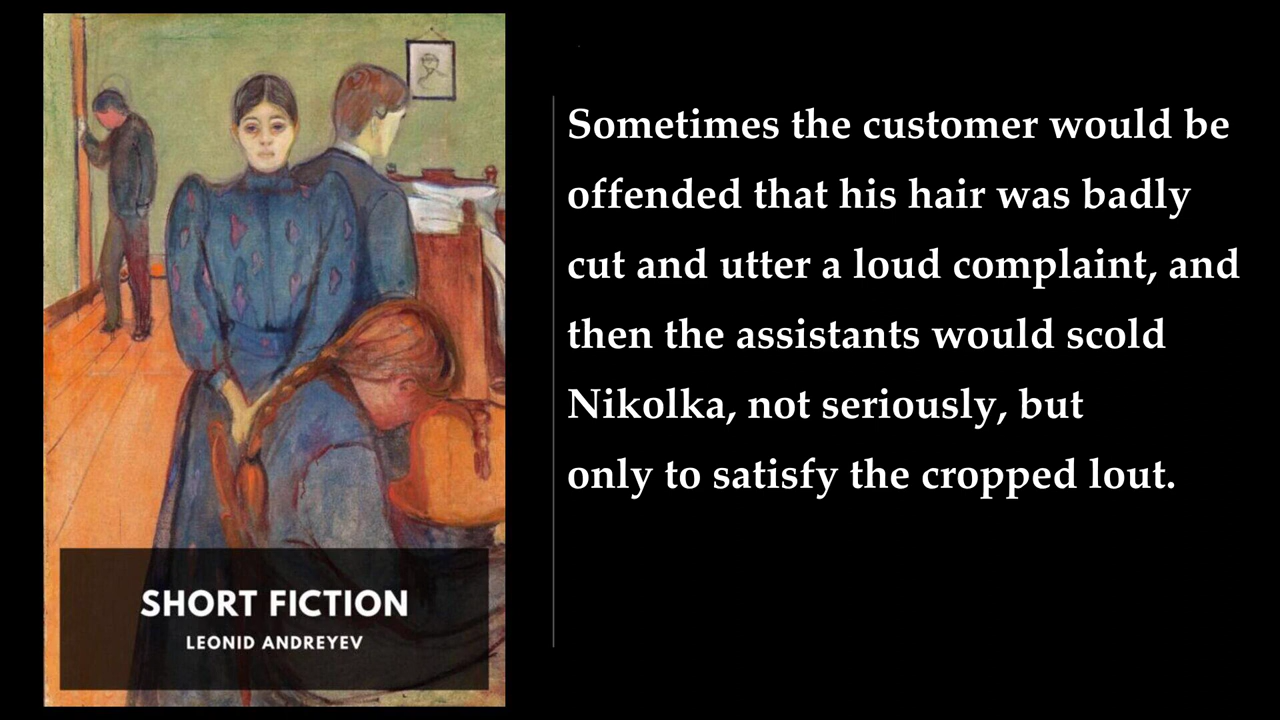 Sometimes the customer would be
offended that his hair was badly
cut and utter a loud complaint, and
then the assistants would scold
Nikolka, not seriously, but
only to satisfy the cropped lout.
SHORT FICTION
LEONID ANDREYEV